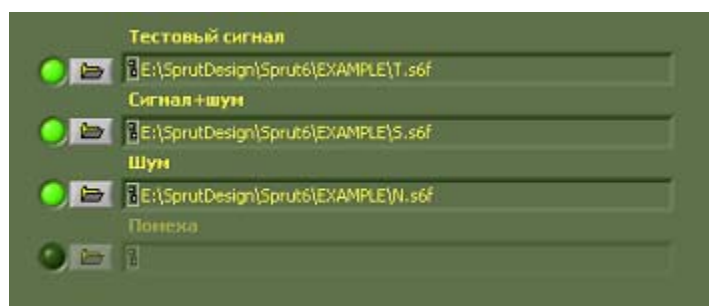 Тестовый сигнал
E:\SprutDesign\Sprut6\EXAMPLE\T.s6f
Сигнал+шум
E:\SprutDesign\Sprut6\EXAMPLE\S.s6f
Шум
E:\SprutDesign\Sprut6\EXAMPLE\N.s6f
Помеха